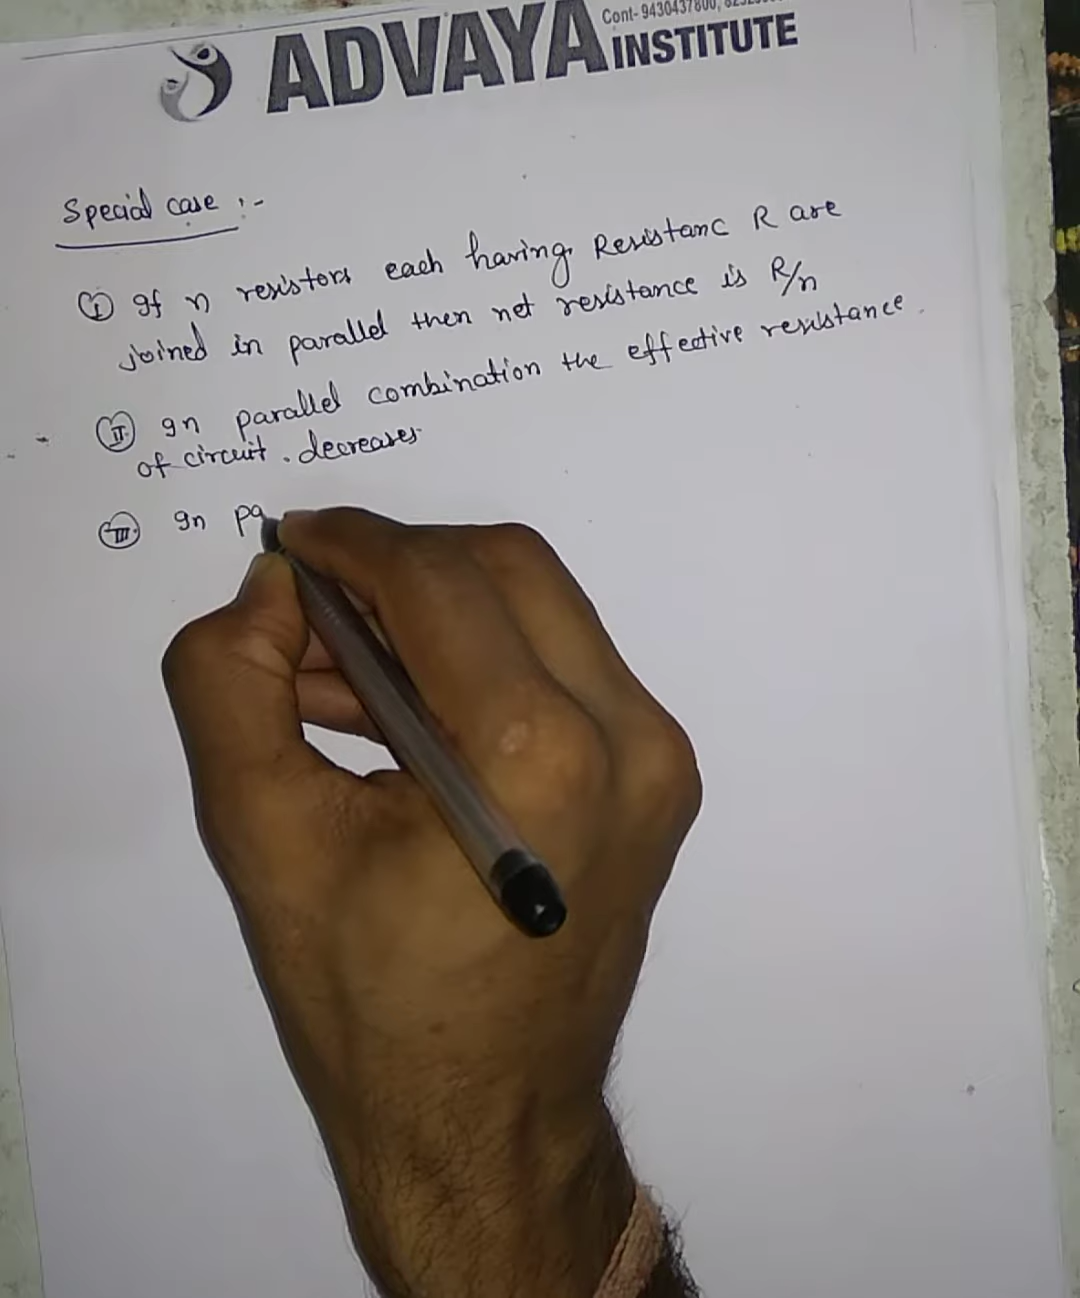 Cont- 9430437800,
ADVAYA INSTITUTE
Special case :-
(I) If n resistors each having Resistanc R are
joined in parallel then net resistance is R/n
(II) In parallel combination the effective resistance
of circuit. decreases
(III) In pa